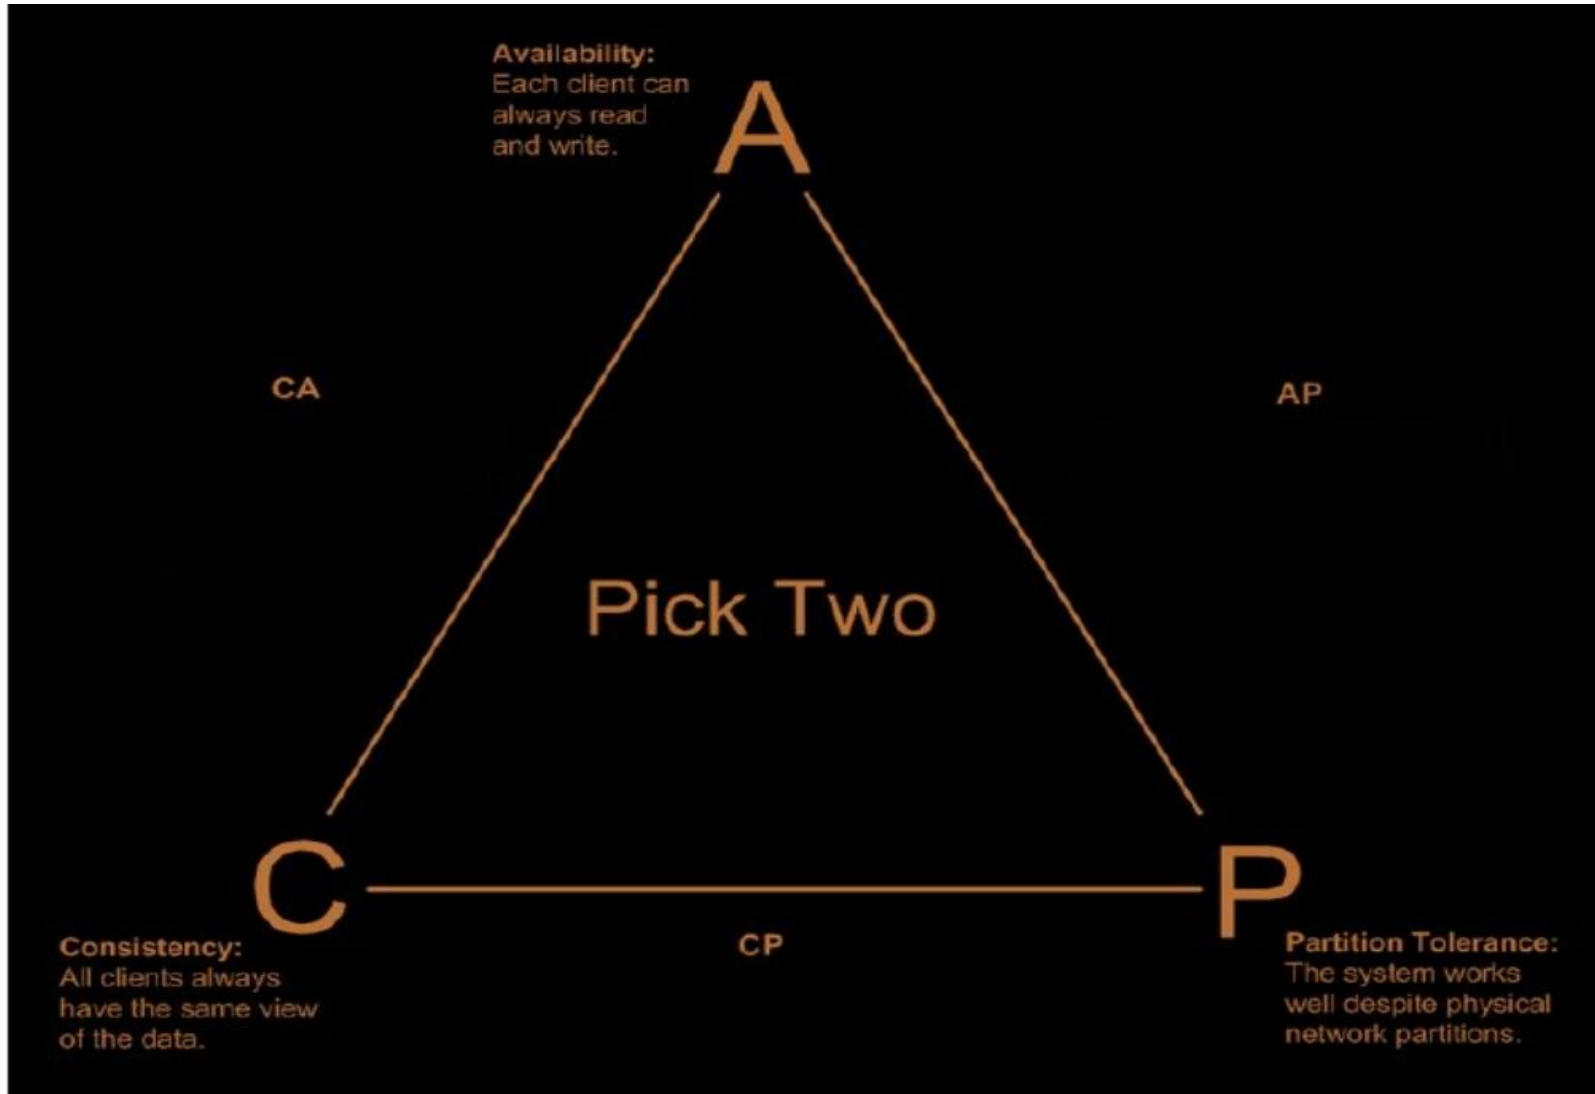 Availability:
Each client can
always read
and write.
A
CA
AP
Pick Two
C
P
CP
Consistency:
All clients always
have the same view
of the data.
Partition Tolerance:
The system works
well despite physical
network partitions.